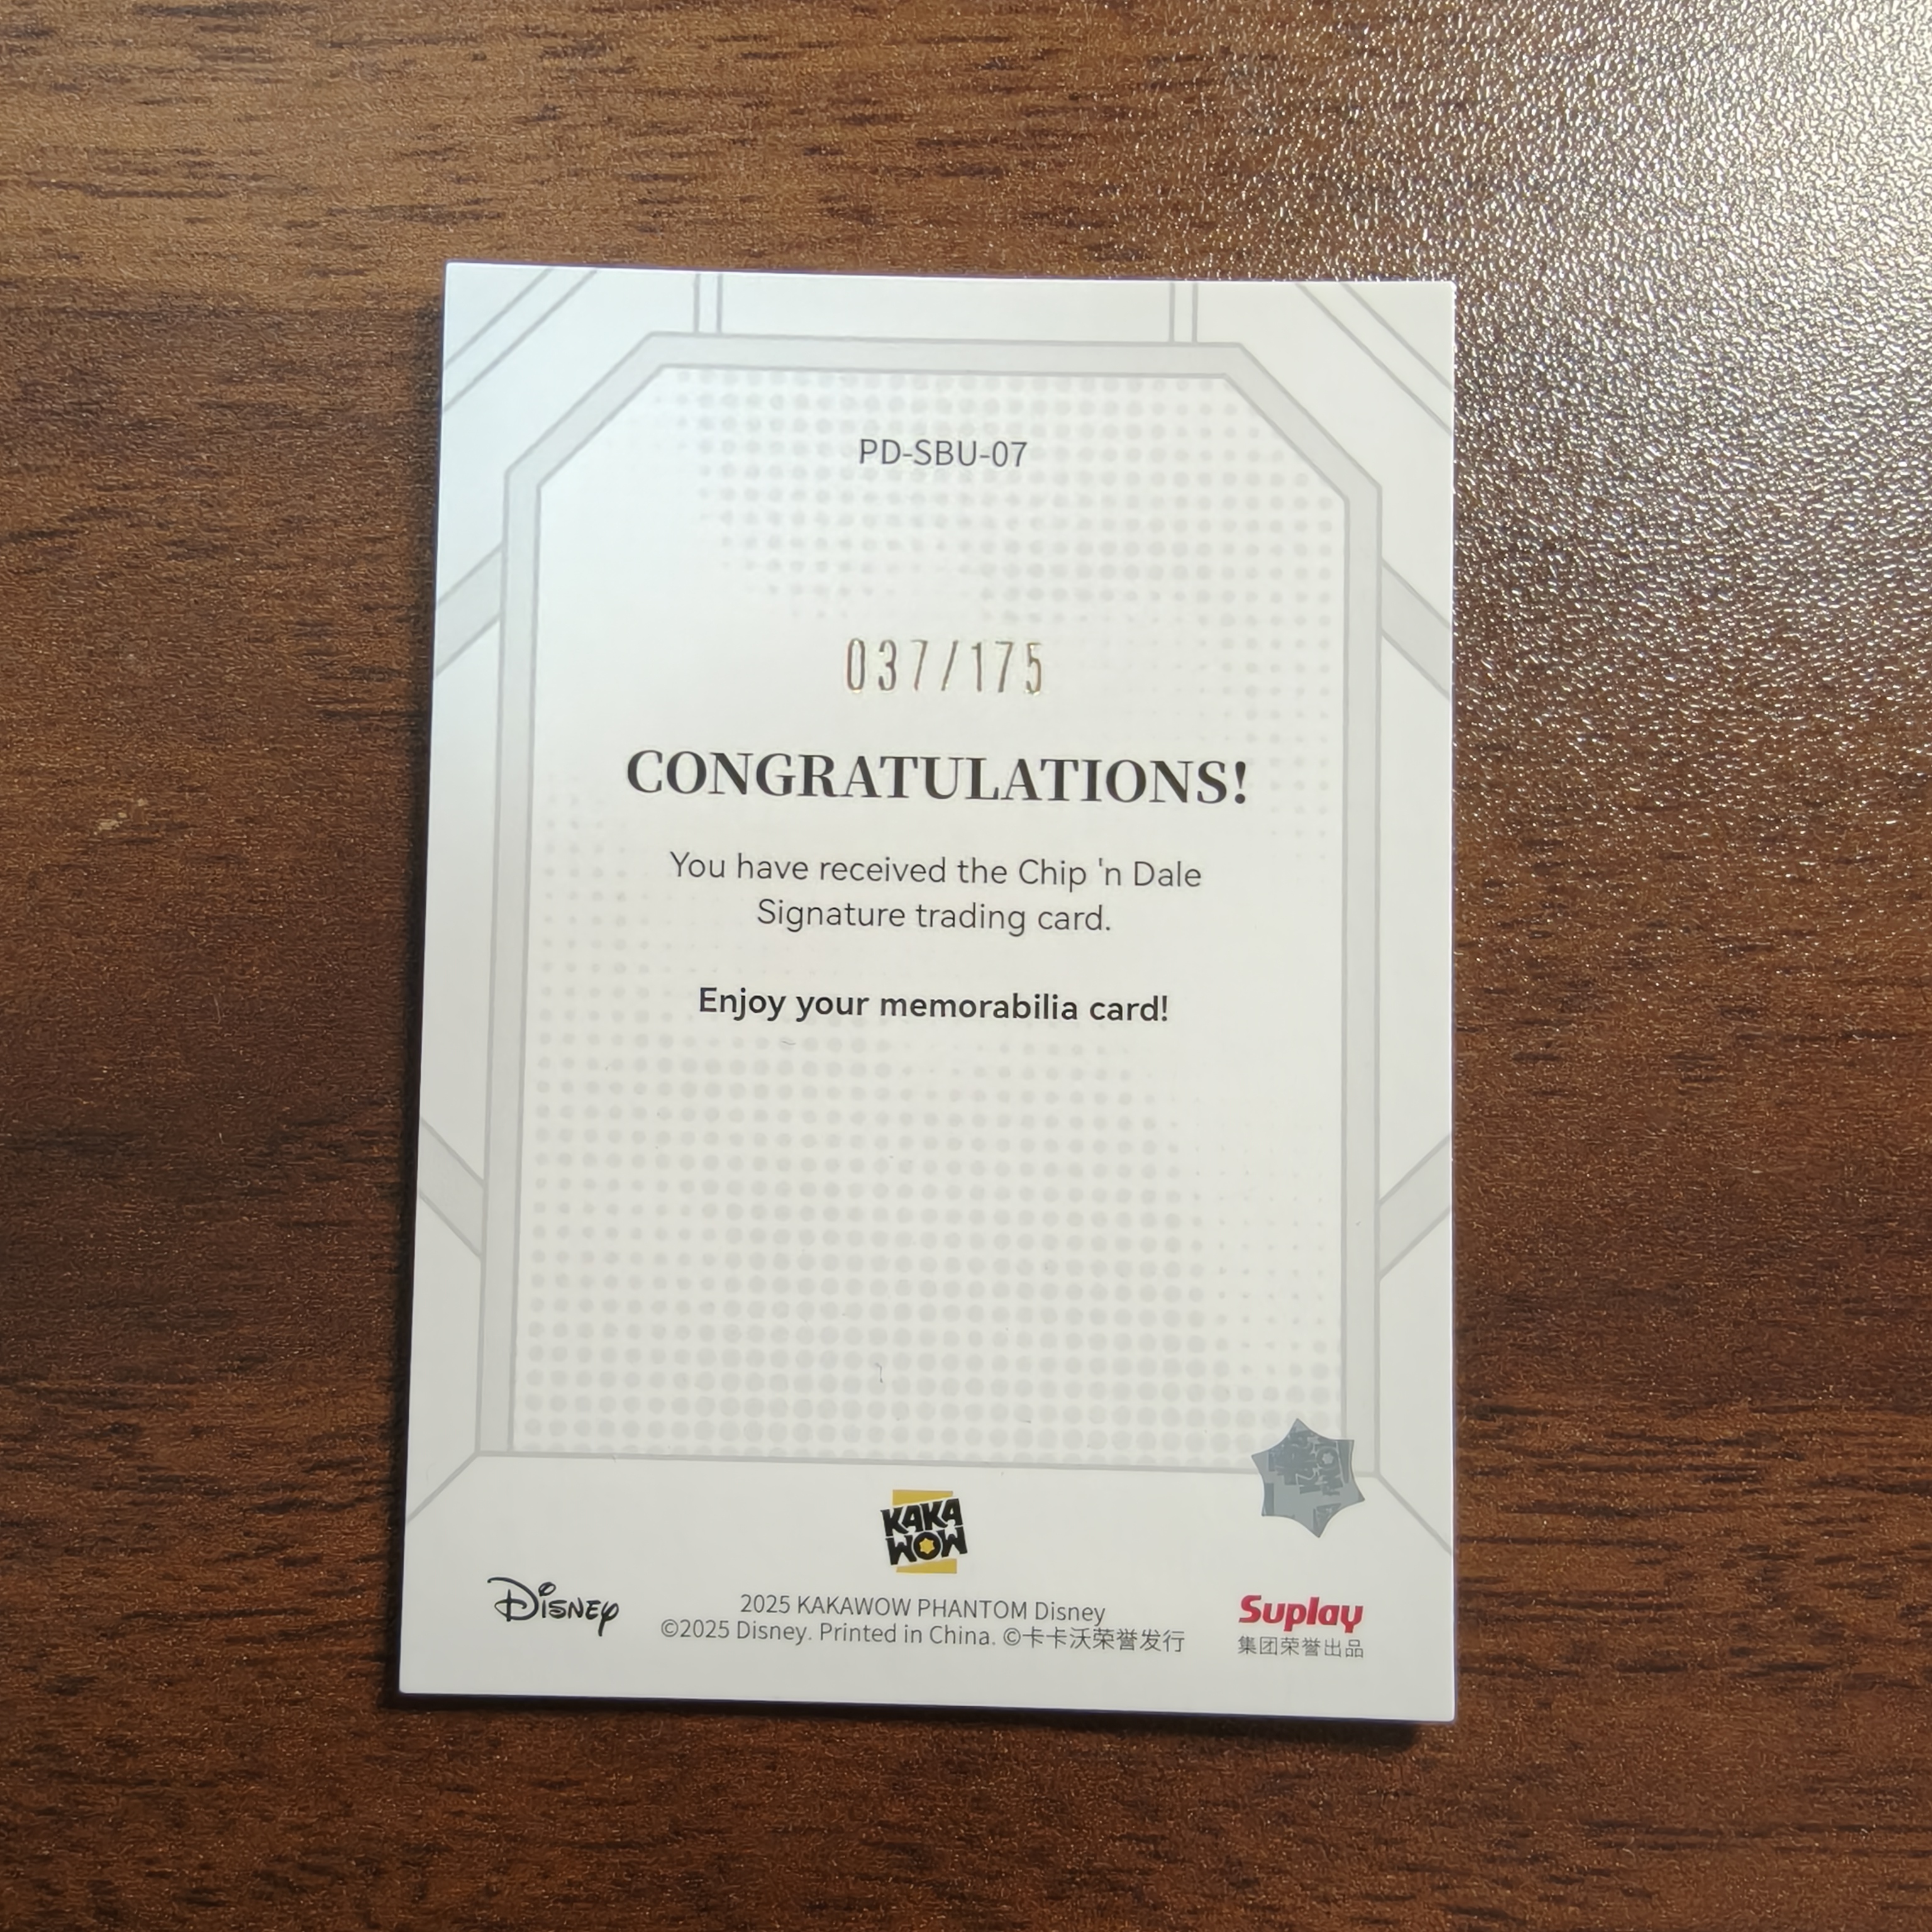 PD-SBU-07
037/175
CONGRATULATIONS!
You have received the Chip 'n Dale
Signature trading card.
Enjoy your memorabilia card!
KAKA
WOW
Disney
2025 KAKAWOW PHANTOM Disney
©2025 Disney. Printed in China. ©卡卡沃荣誉发行
Suplay
集团荣誉出品